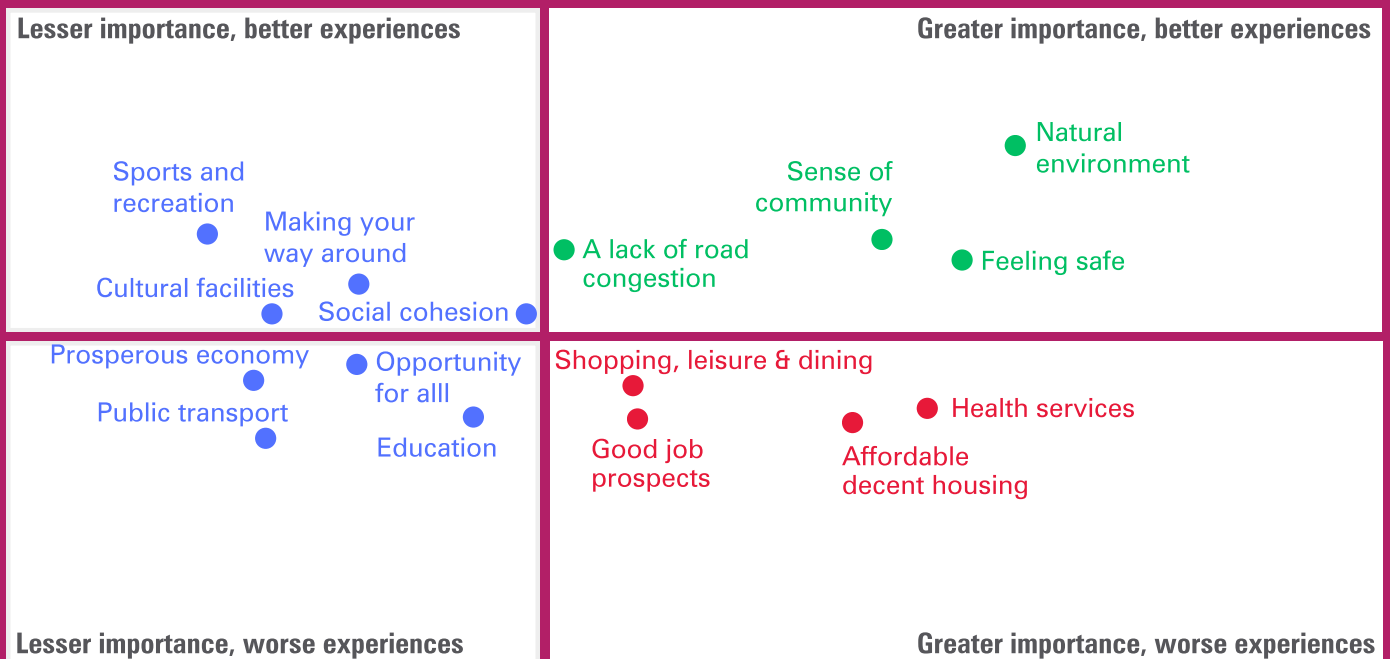 Lesser importance, better experiences
Greater importance, better experiences
Sports and
recreation
Making your
way around
Cultural facilities
Social cohesion
Natural
environment
Sense of
community
A lack of road
congestion
Feeling safe
Prosperous economy
Opportunity
for alll
Public transport
Education
Shopping, leisure & dining
Health services
Good job
prospects
Affordable
decent housing
Lesser importance, worse experiences
Greater importance, worse experiences